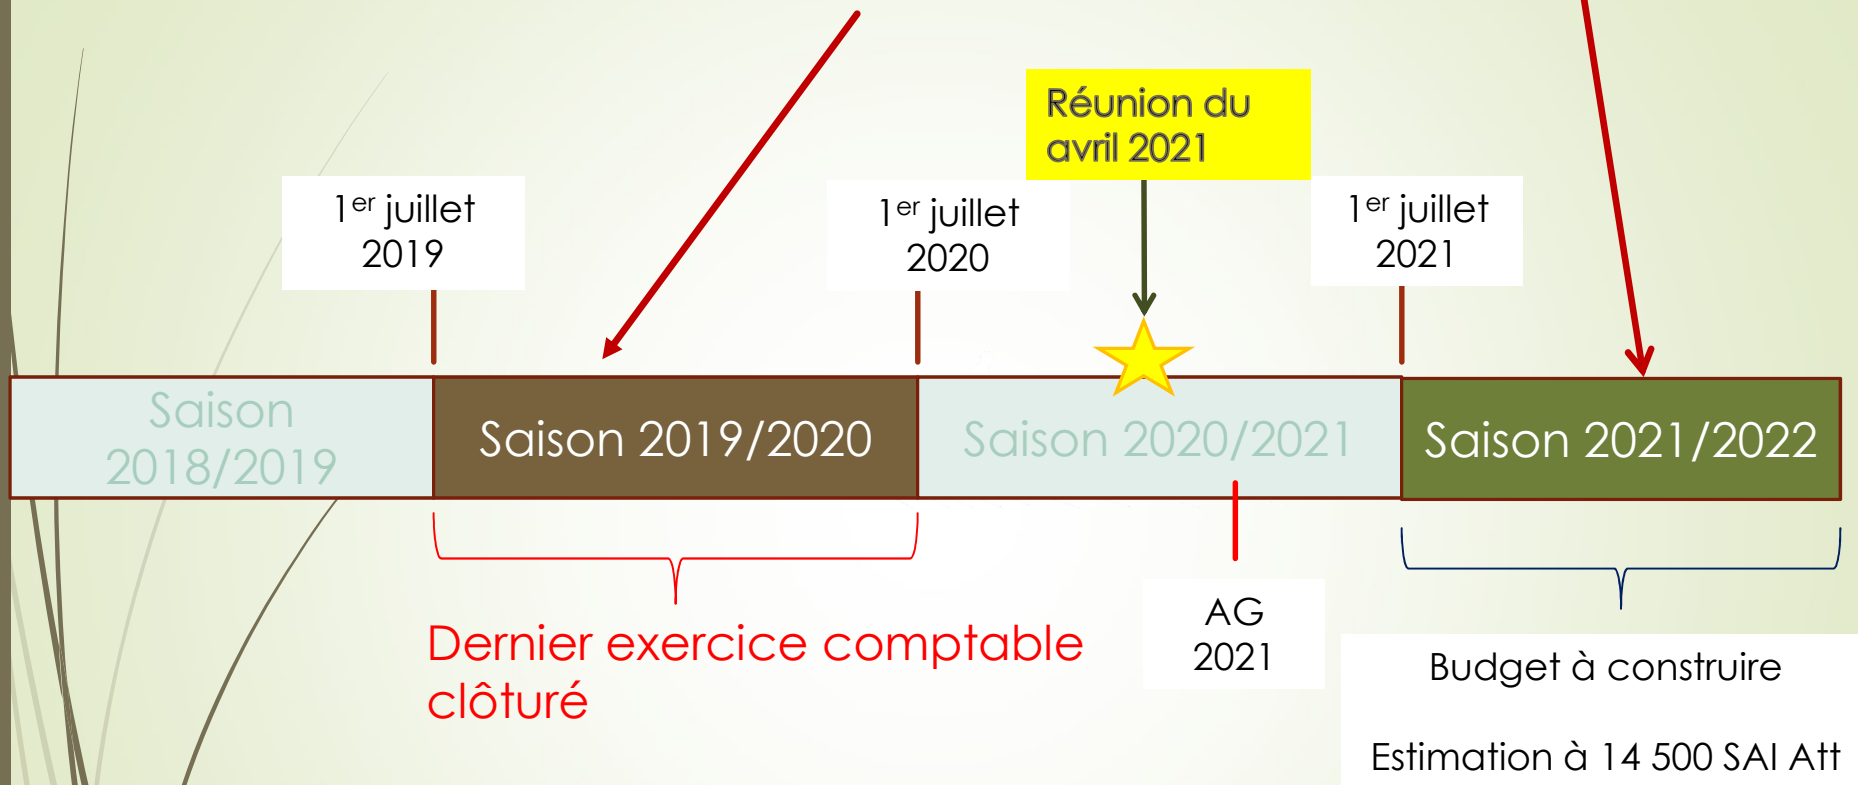 Réunion du
avril 2021
1er juillet
2019
1er juillet
2020
1er juillet
2021
Saison
2018/2019
Saison 2019/2020
Saison 2020/2021
Saison 2021/2022
Dernier exercice comptable
clôturé
AG
2021
Budget à construire
Estimation à 14 500 SAI Att